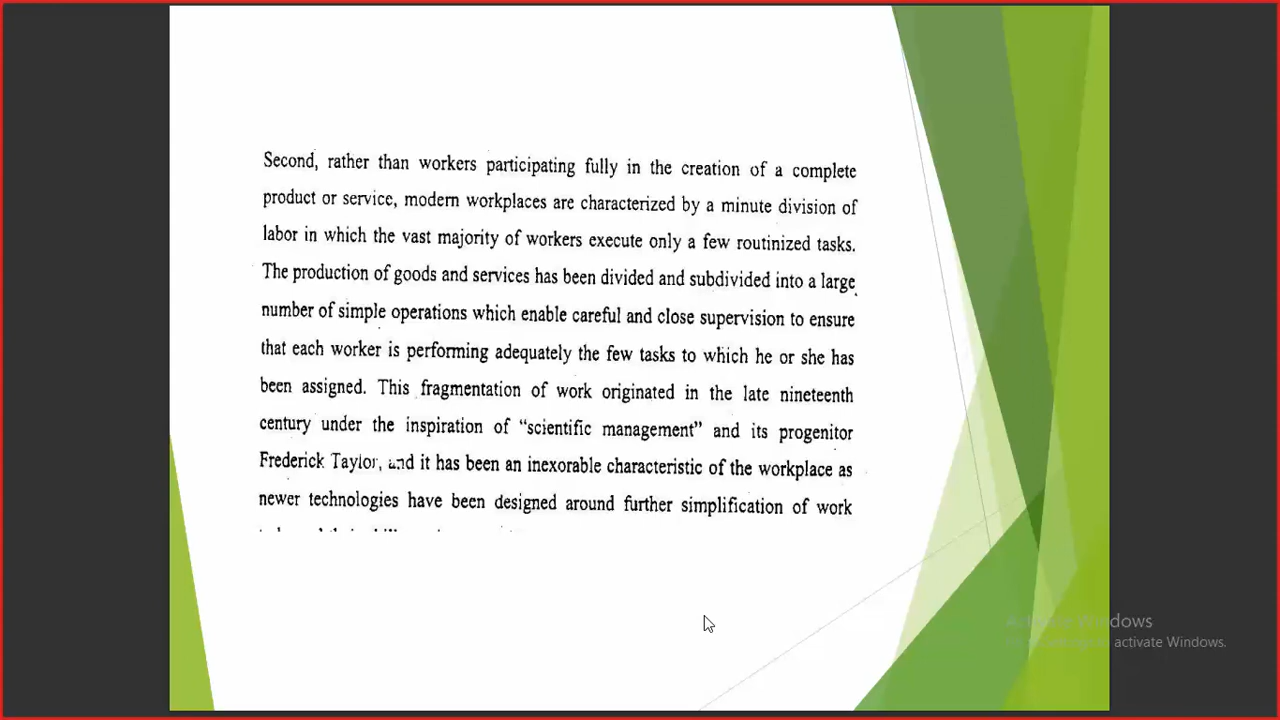 Second, rather than workers participating fully in the creation of a complete
product or service, modern workplaces are characterized by a minute division of
labor in which the vast majority of workers execute only a few routinized tasks.
The production of goods and services has been divided and subdivided into a large
number of simple operations which enable careful and close supervision to ensure
that each worker is performing adequately the few tasks to which he or she has
been assigned. This fragmentation of work originated in the late nineteenth
century under the inspiration of “scientific management” and its progenitor
Frederick Taylor, and it has been an inexorable characteristic of the workplace as
newer technologies have been designed around further simplification of work
Activate Windows
activate Windows.